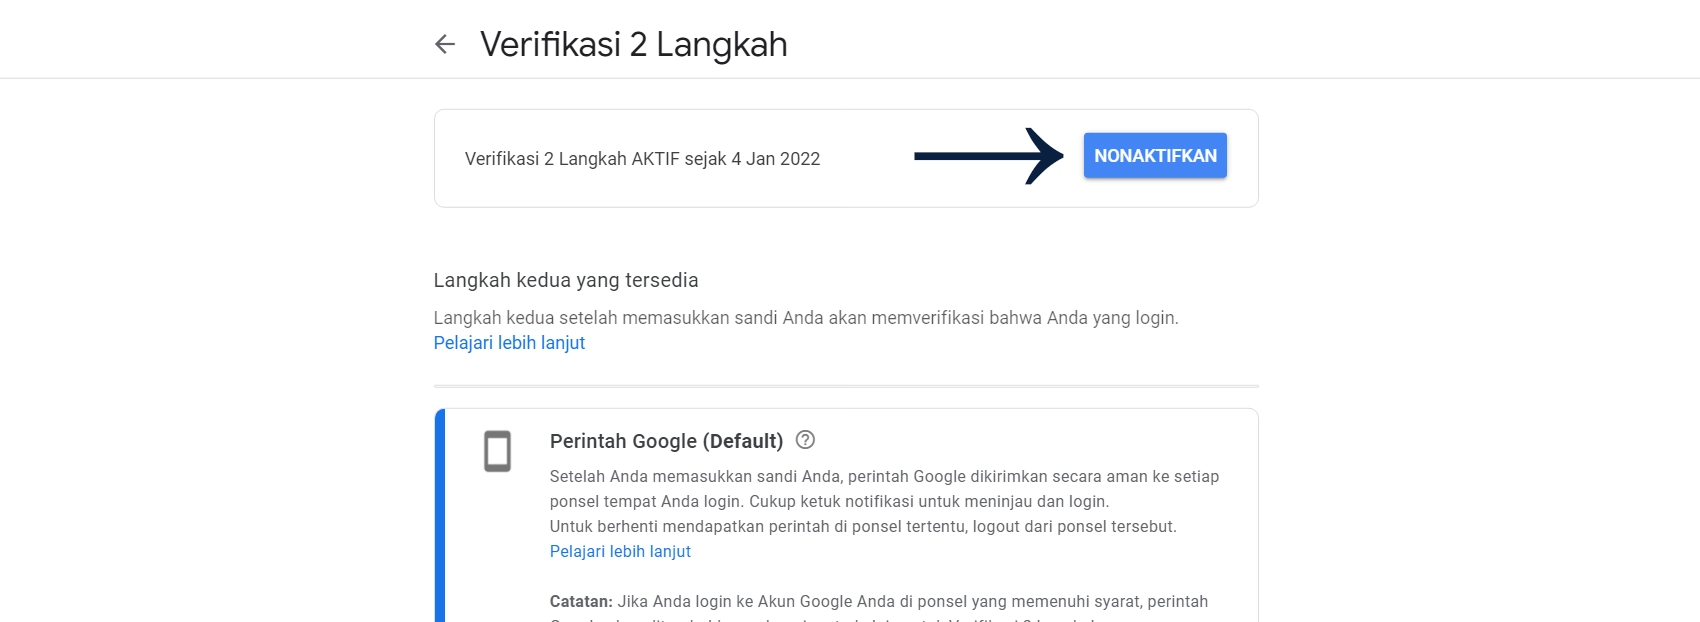 Verifikasi 2 Langkah
Verifikasi 2 Langkah AKTIF sejak 4 Jan 2022
NONAKTIFKAN
Langkah kedua yang tersedia
Langkah kedua setelah memasukkan sandi Anda akan memverifikasi bahwa Anda yang login.
Pelajari lebih lanjut
Perintah Google (Default)
Setelah Anda memasukkan sandi Anda, perintah Google dikirimkan secara aman ke setiap
ponsel tempat Anda login. Cukup ketuk notifikasi untuk meninjau dan login.
Untuk berhenti mendapatkan perintah di ponsel tertentu, logout dari ponsel tersebut.
Pelajari lebih lanjut
Catatan: Jika Anda login ke Akun Google Anda di ponsel yang memenuhi syarat, perintah